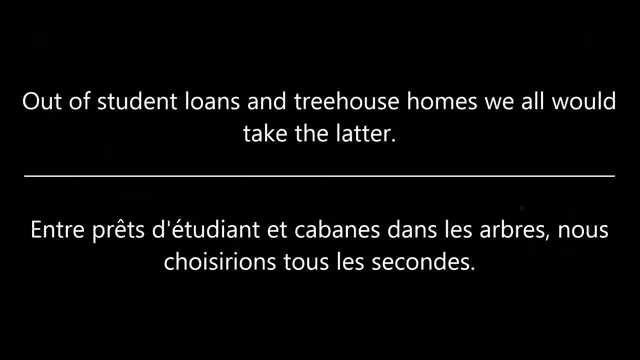 Out of student loans and treehouse homes we all would
take the latter.
Entre prêts d'étudiant et cabanes dans les arbres, nous
choisirions tous les secondes.